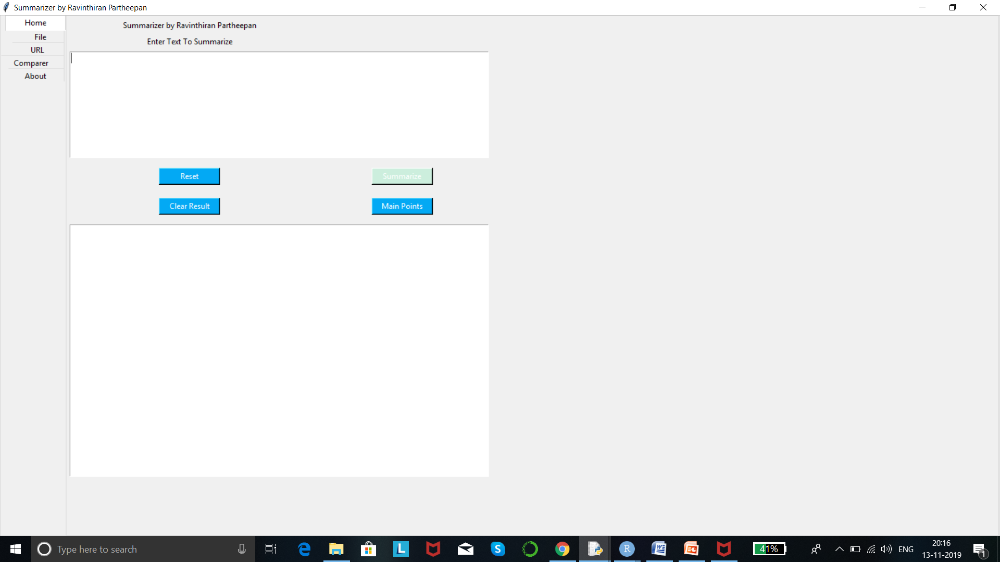 Summarizer by Ravinthiran Partheepan
Home
File
URL
Comparer
About
Summarizer by Ravinthiran Partheepan
Enter Text To Summarize
Reset
Summarize
Clear Result
Main Points
Type here to search
L
S
R
41%
ENG
20:16
13-11-2019
1